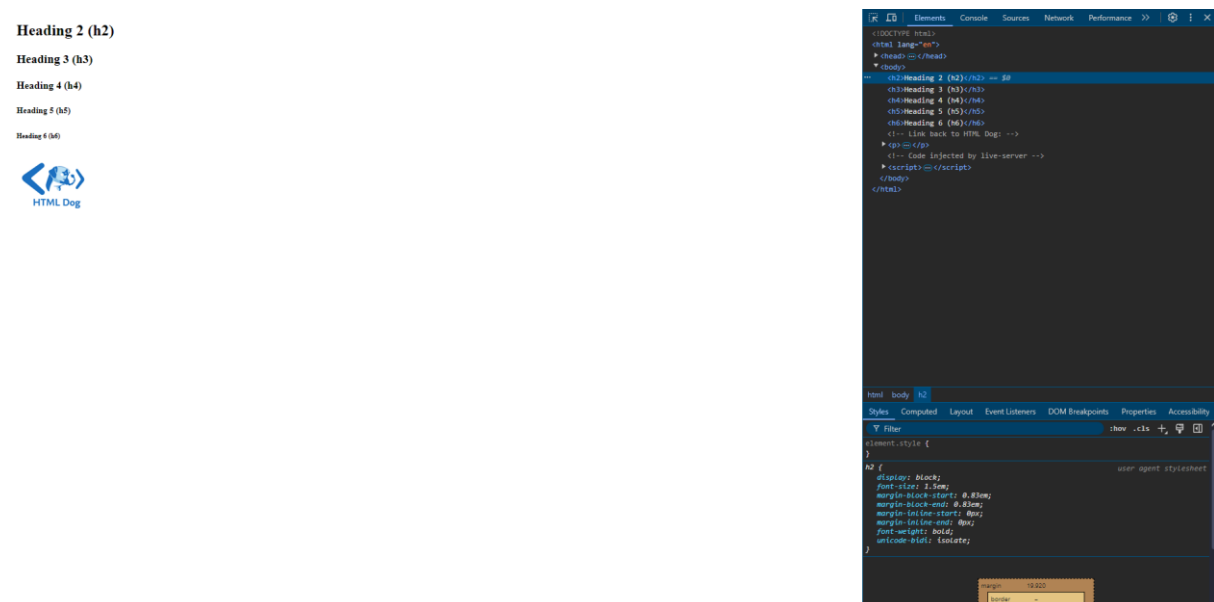 Heading 2 (h2)
Heading 3 (h3)
Heading 4 (h4)
Heading 5 (h5)
Heading 6 (h6)
HTML Dog
Elements Console Sources Network Performance
<!DOCTYPE html>
<html lang="en">
<head> </head>
<body>
<h2>Heading 2 (h2)</h2> == $0
<h3>Heading 3 (h3)</h3>
<h4>Heading 4 (h4)</h4>
<h5>Heading 5 (h5)</h5>
<h6>Heading 6 (h6)</h6>
<!-- Link back to HTML Dog: -->
<p> </p>
<!-- Code injected by live-server -->
<script> </script>
</body>
</html>
html body h2
Styles Computed Layout Event Listeners DOM Breakpoints Properties Accessibility
Filter :hov .cls
element.style {
}
h2 { user agent stylesheet
display: block;
font-size: 1.5em;
margin-block-start: 0.83em;
margin-block-end: 0.83em;
margin-inline-start: 0px;
margin-inline-end: 0px;
font-weight: bold;
unicode-bidi: isolate;
}
margin 19.920
border -